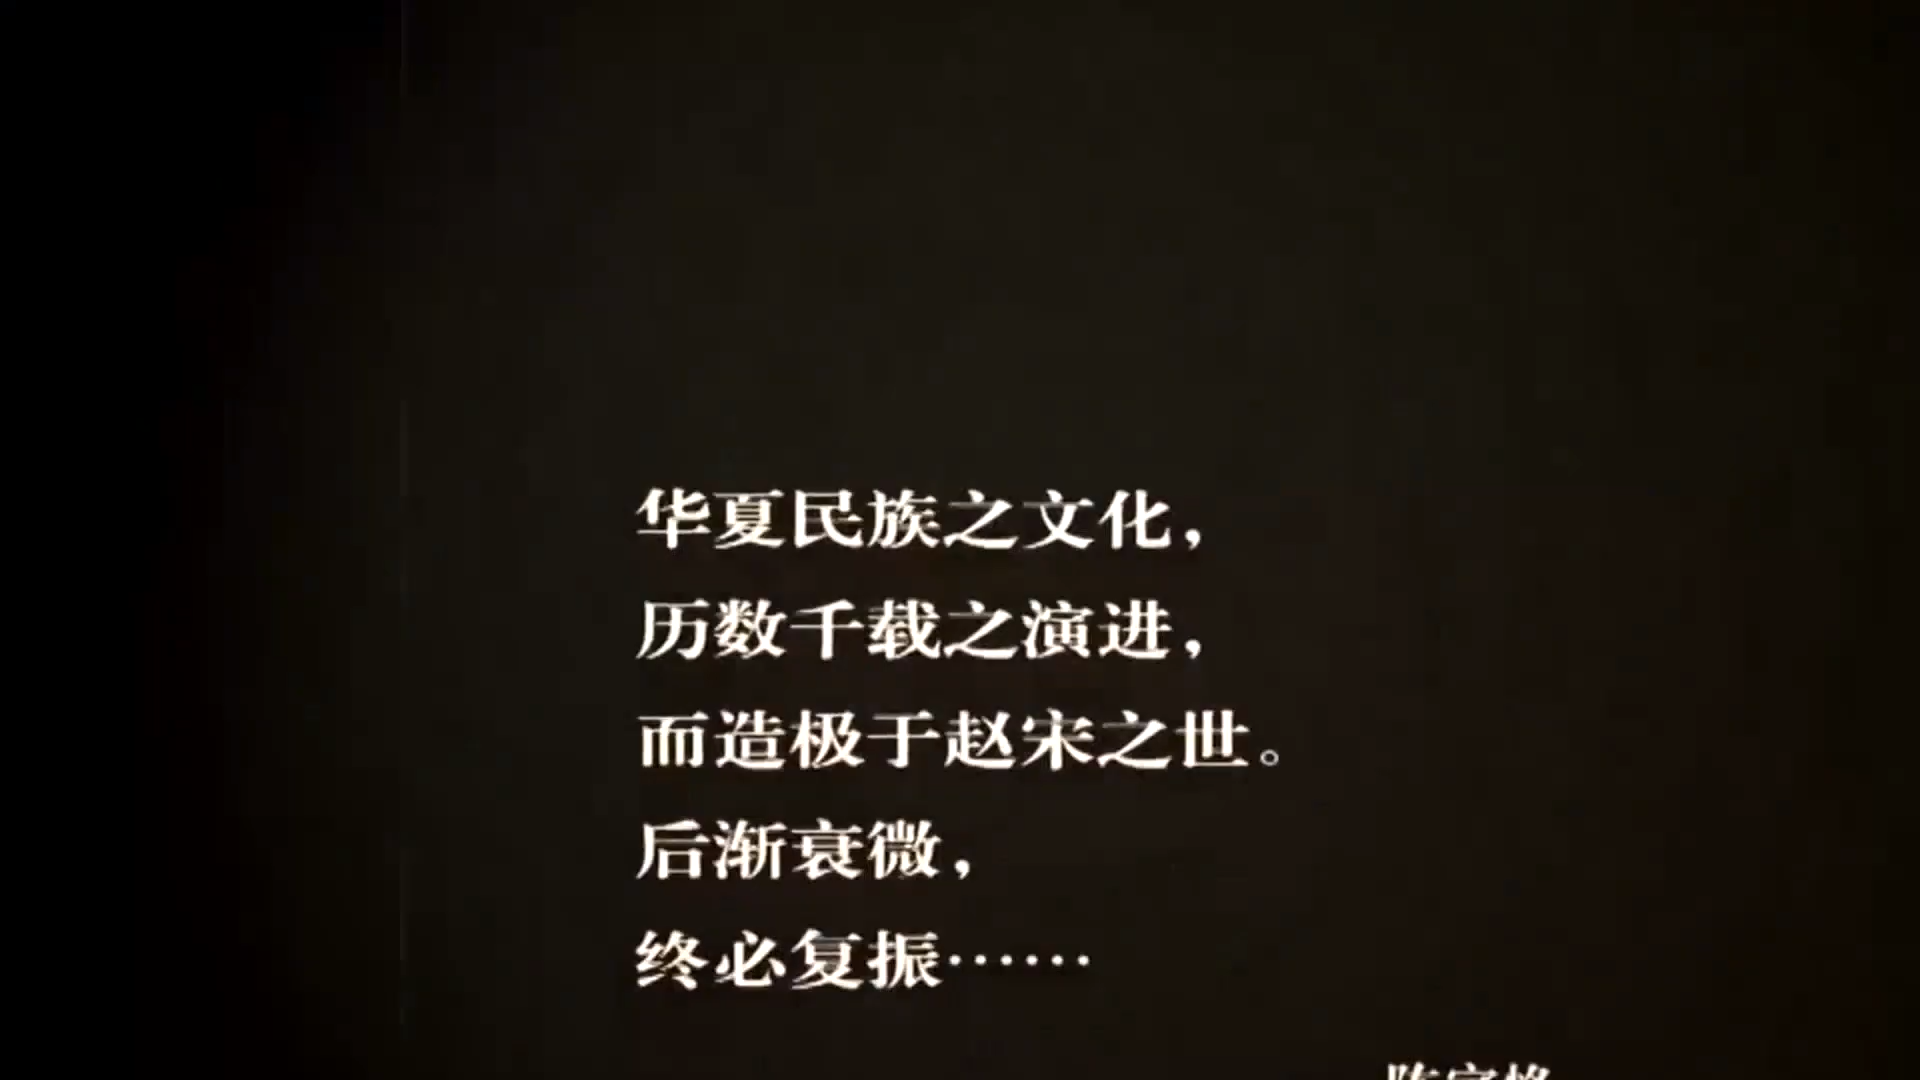 华夏民族之文化，
历数千载之演进，
而造极于赵宋之世。
后渐衰微，
终必复振……